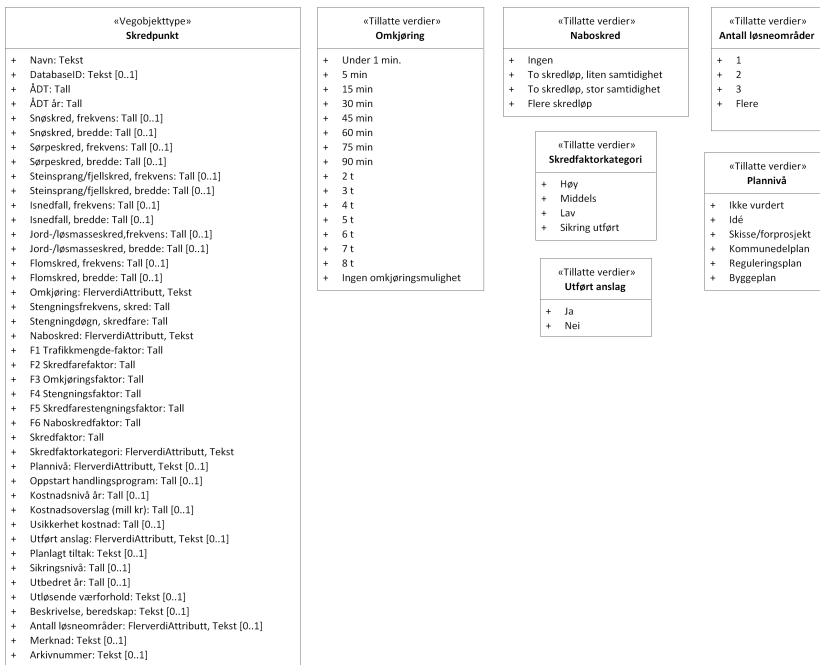 «Vegobjekttype»
Skredpunkt
+ Navn: Tekst
+ DatabaseID: Tekst [0..1]
+ ÅDT: Tall
+ ÅDT år: Tall
+ Snøskred, frekvens: Tall [0..1]
+ Snøskred, bredde: Tall [0..1]
+ Sørpeskred, frekvens: Tall [0..1]
+ Sørpeskred, bredde: Tall [0..1]
+ Steinsprang/fjellskred, frekvens: Tall [0..1]
+ Steinsprang/fjellskred, bredde: Tall [0..1]
+ Isnedfall, frekvens: Tall [0..1]
+ Isnedfall, bredde: Tall [0..1]
+ Jord-/løsmasseskred,frekvens: Tall [0..1]
+ Jord-/løsmasseskred, bredde: Tall [0..1]
+ Flomskred, frekvens: Tall [0..1]
+ Flomskred, bredde: Tall [0..1]
+ Omkjøring: FlerverdiAttributt, Tekst
+ Stengningsfrekvens, skred: Tall
+ Stengningdøgn, skredfare: Tall
+ Naboskred: FlerverdiAttributt, Tekst
+ F1 Trafikkmengde-faktor: Tall
+ F2 Skredfarefaktor: Tall
+ F3 Omkjøringsfaktor: Tall
+ F4 Stengningsfaktor: Tall
+ F5 Skredfarestengningsfaktor: Tall
+ F6 Naboskredfaktor: Tall
+ Skredfaktor: Tall
+ Skredfaktorkategori: FlerverdiAttributt, Tekst
+ Plannivå: FlerverdiAttributt, Tekst [0..1]
+ Oppstart handlingsprogram: Tall [0..1]
+ Kostnadsnivå år: Tall [0..1]
+ Kostnadsoverslag (mill kr): Tall [0..1]
+ Usikkerhet kostnad: Tall [0..1]
+ Utført anslag: FlerverdiAttributt, Tekst [0..1]
+ Planlagt tiltak: Tekst [0..1]
+ Sikringsnivå: Tall [0..1]
+ Utbedret år: Tall [0..1]
+ Utløsende værforhold: Tekst [0..1]
+ Beskrivelse, beredskap: Tekst [0..1]
+ Antall løsneområder: FlerverdiAttributt, Tekst [0..1]
+ Merknad: Tekst [0..1]
+ Arkivnummer: Tekst [0..1]
«Tillatte verdier»
Omkjøring
+ Under 1 min.
+ 5 min
+ 15 min
+ 30 min
+ 45 min
+ 60 min
+ 75 min
+ 90 min
+ 2 t
+ 3 t
+ 4 t
+ 5 t
+ 6 t
+ 7 t
+ 8 t
+ Ingen omkjøringsmulighet
«Tillatte verdier»
Naboskred
+ Ingen
+ To skredløp, liten samtidighet
+ To skredløp, stor samtidighet
+ Flere skredløp
«Tillatte verdier»
Skredfaktorkategori
+ Høy
+ Middels
+ Lav
+ Sikring utført
«Tillatte verdier»
Utført anslag
+ Ja
+ Nei
«Tillatte verdier»
Antall løsneområder
+ 1
+ 2
+ 3
+ Flere
«Tillatte verdier»
Plannivå
+ Ikke vurdert
+ Idé
+ Skisse/forprosjekt
+ Kommunedelplan
+ Reguleringsplan
+ Byggeplan